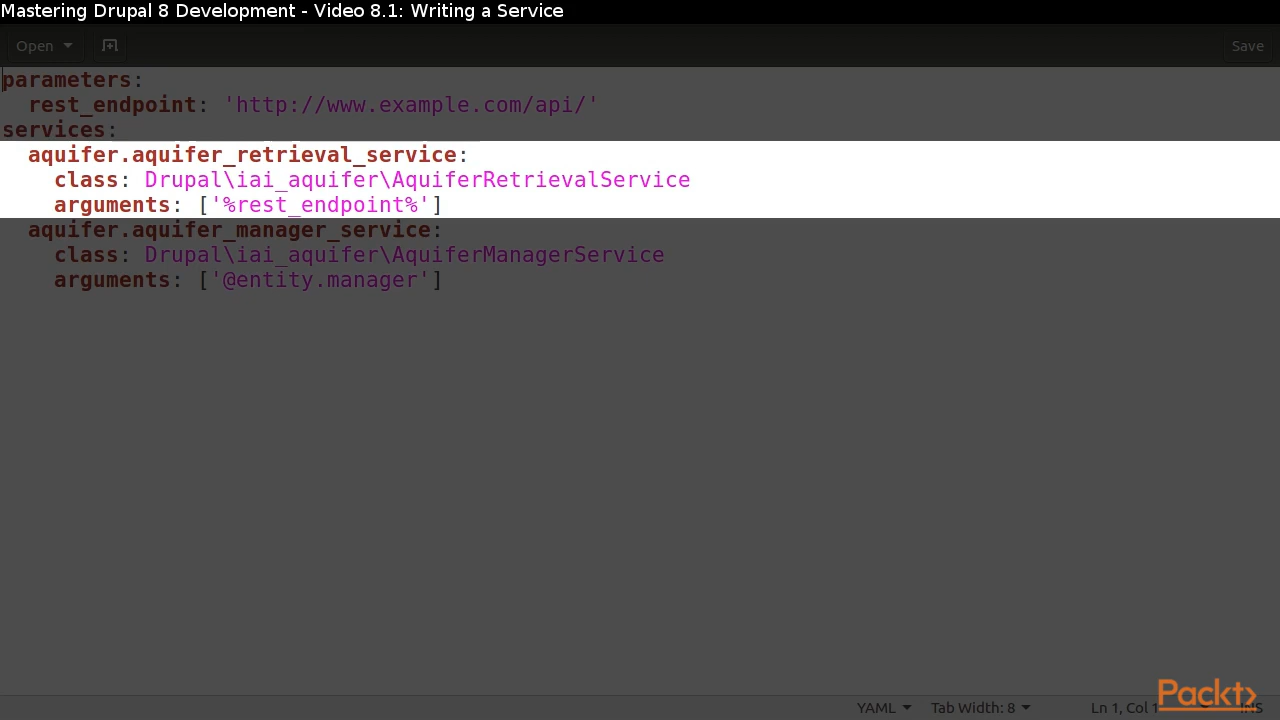 Mastering Drupal 8 Development - Video 8.1: Writing a Service
Open
Save
parameters:
  rest_endpoint: 'http://www.example.com/api/'
services:
  aquifer.aquifer_retrieval_service:
    class: Drupal\iai_aquifer\AquiferRetrievalService
    arguments: ['%rest_endpoint%']
  aquifer.aquifer_manager_service:
    class: Drupal\iai_aquifer\AquiferManagerService
    arguments: ['@entity.manager']
Packt>
YAML Tab Width: 8 Ln 1, Col 1 INS